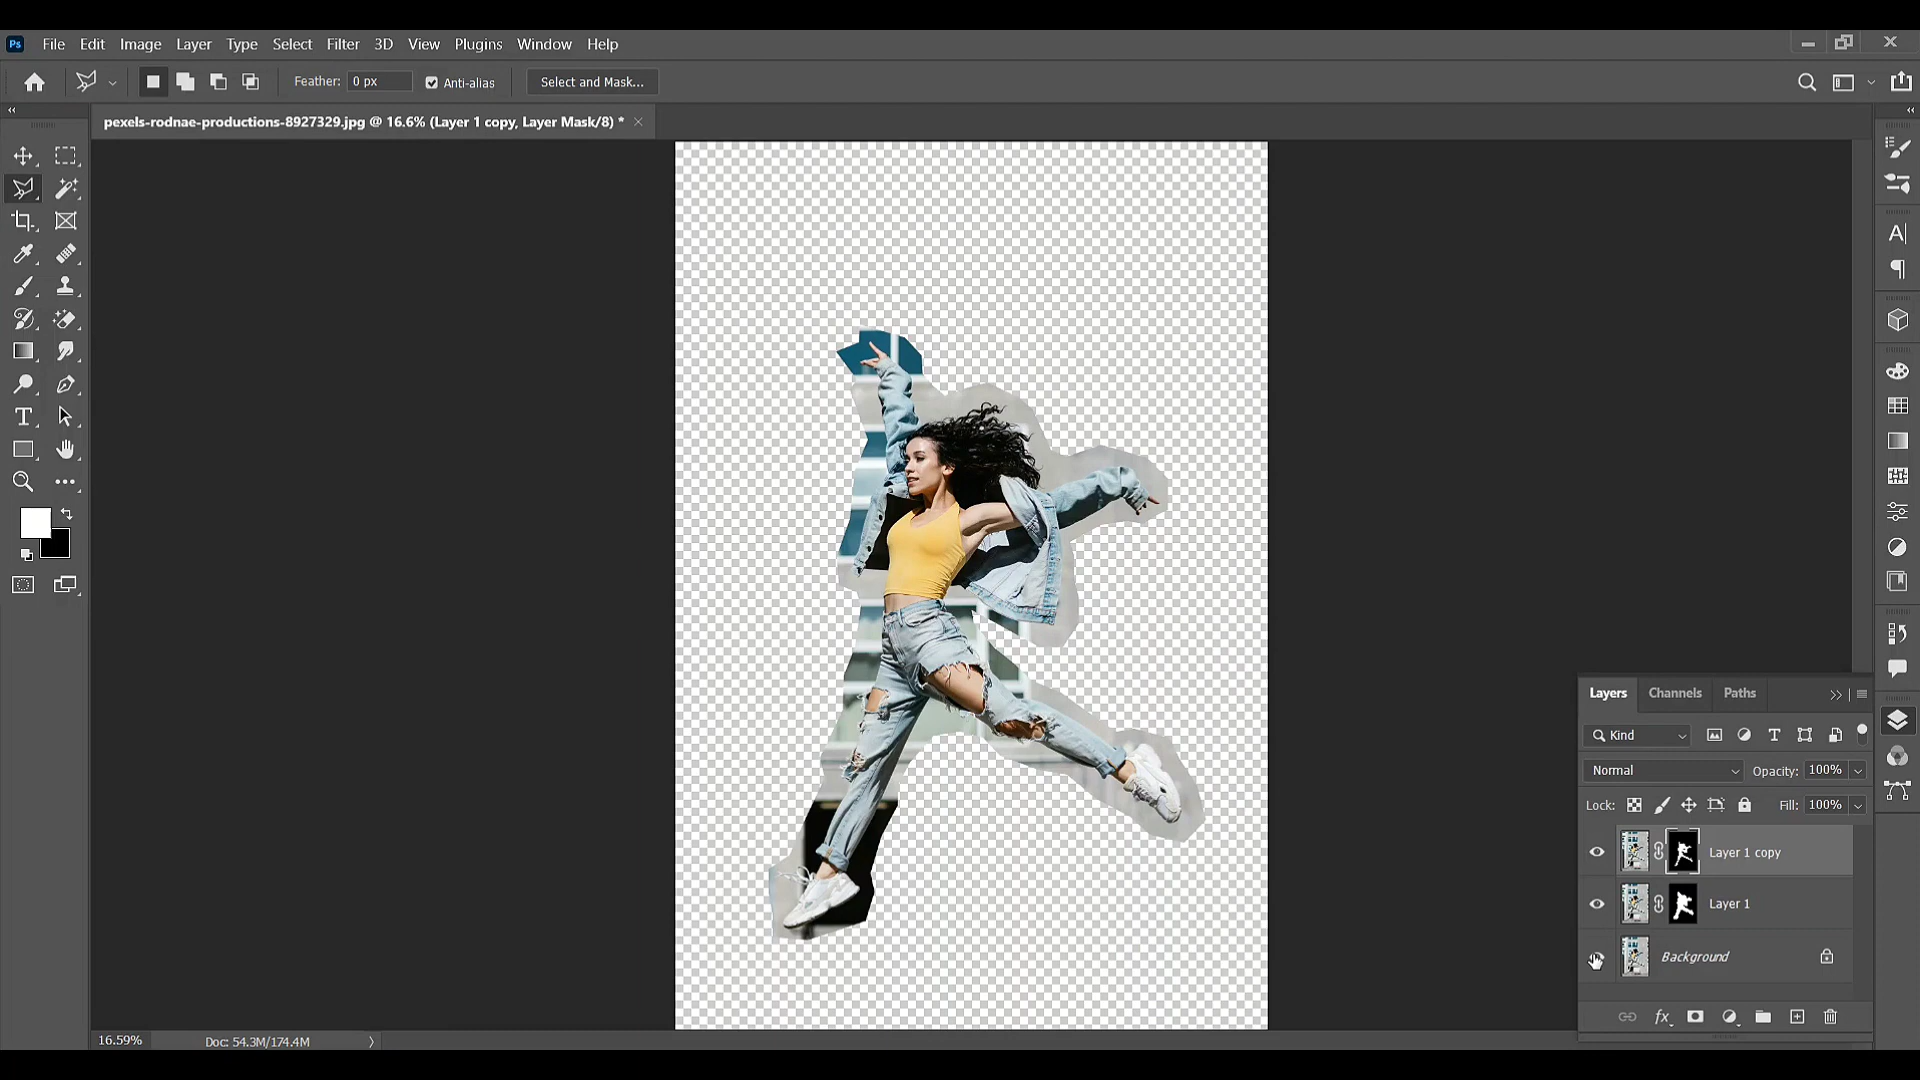 Ps File Edit Image Layer Type Select Filter 3D View Plugins Window Help
Feather: 0 px Anti-alias Select and Mask...
pexels-rodnae-productions-8927329.jpg @ 16.6% (Layer 1 copy, Layer Mask/8) *
Layers Channels Paths
Kind
Normal Opacity: 100%
Lock: Fill: 100%
Layer 1 copy
Layer 1
Background
fx
16.59% Doc: 54.3M/174.4M